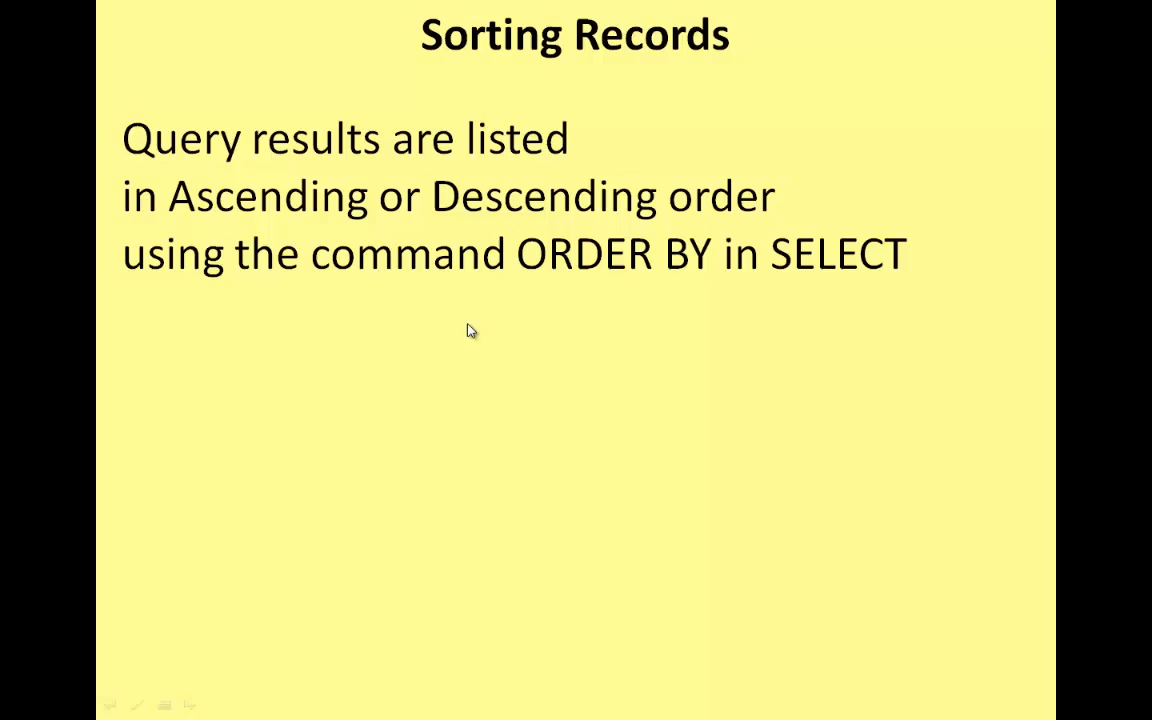 Sorting Records
Query results are listed
in Ascending or Descending order
using the command ORDER BY in SELECT